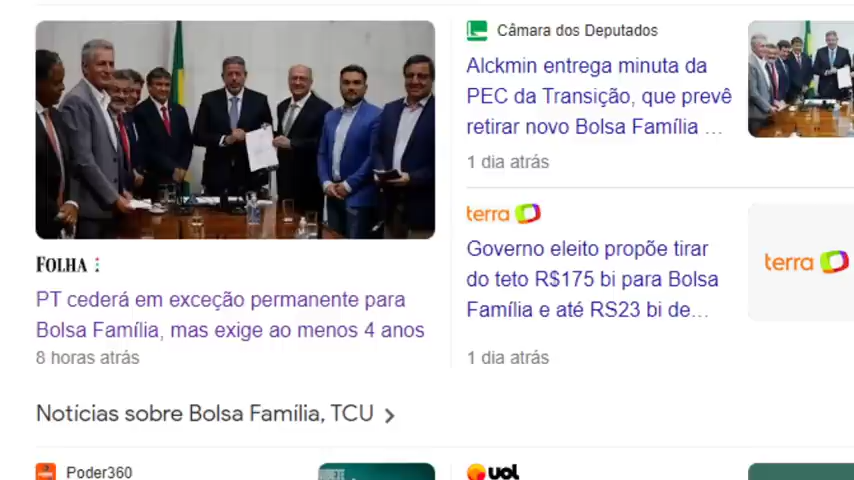 FOLHA
PT cederá em exceção permanente para
Bolsa Família, mas exige ao menos 4 anos
8 horas atrás
Câmara dos Deputados
Alckmin entrega minuta da
PEC da Transição, que prevê
retirar novo Bolsa Família ...
1 dia atrás
terra
Governo eleito propõe tirar
do teto R$175 bi para Bolsa
Família e até RS23 bi de...
1 dia atrás
terra
Notícias sobre Bolsa Família, TCU
Poder360
uol